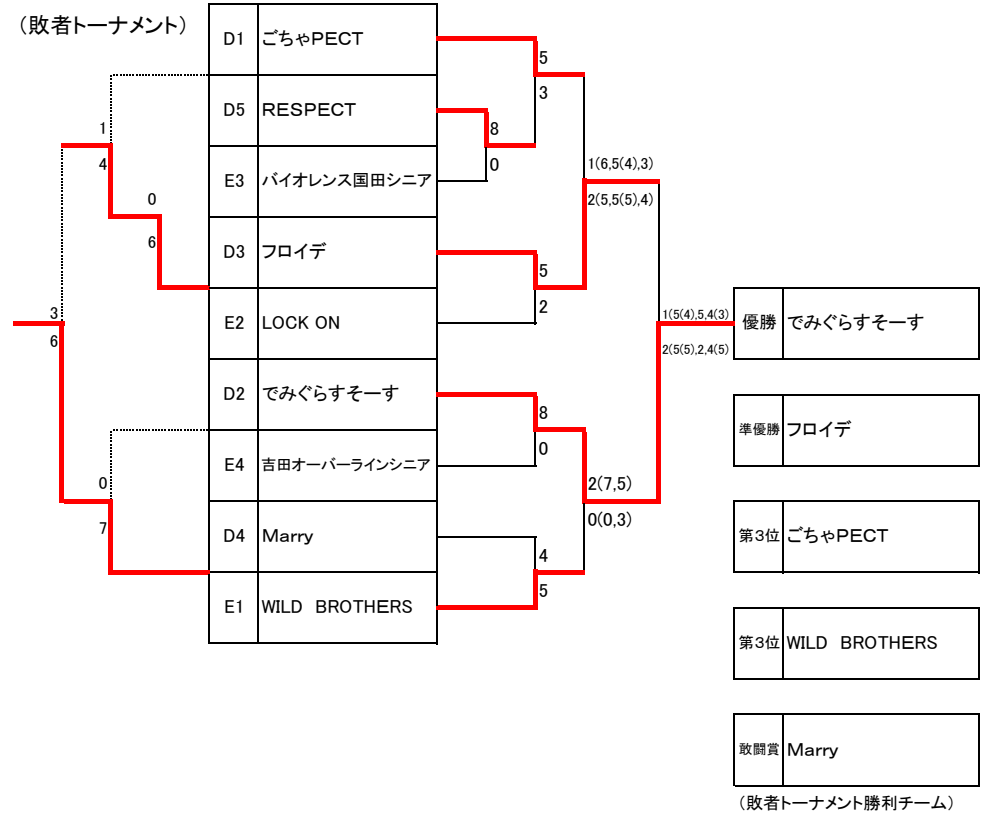 （敗者トーナメント）
D1 ごちゃPECT
D5 RESPECT
E3 バイオレンス国田シニア
D3 フロイデ
E2 LOCK ON
D2 でみぐらすそーす
E4 吉田オーバーラインシニア
D4 Marry
E1 WILD BROTHERS
1
4
0
6
3
6
0
7
5
3
8
0
1(6,5(4),3)
2(5,5(5),4)
5
2
1(5(4),5,4(3)
2(5(5),2,4(5)
8
0
2(7,5)
0(0,3)
4
5
優勝 でみぐらすそーす
準優勝 フロイデ
第3位 ごちゃPECT
第3位 WILD BROTHERS
敢闘賞 Marry
（敗者トーナメント勝利チーム）